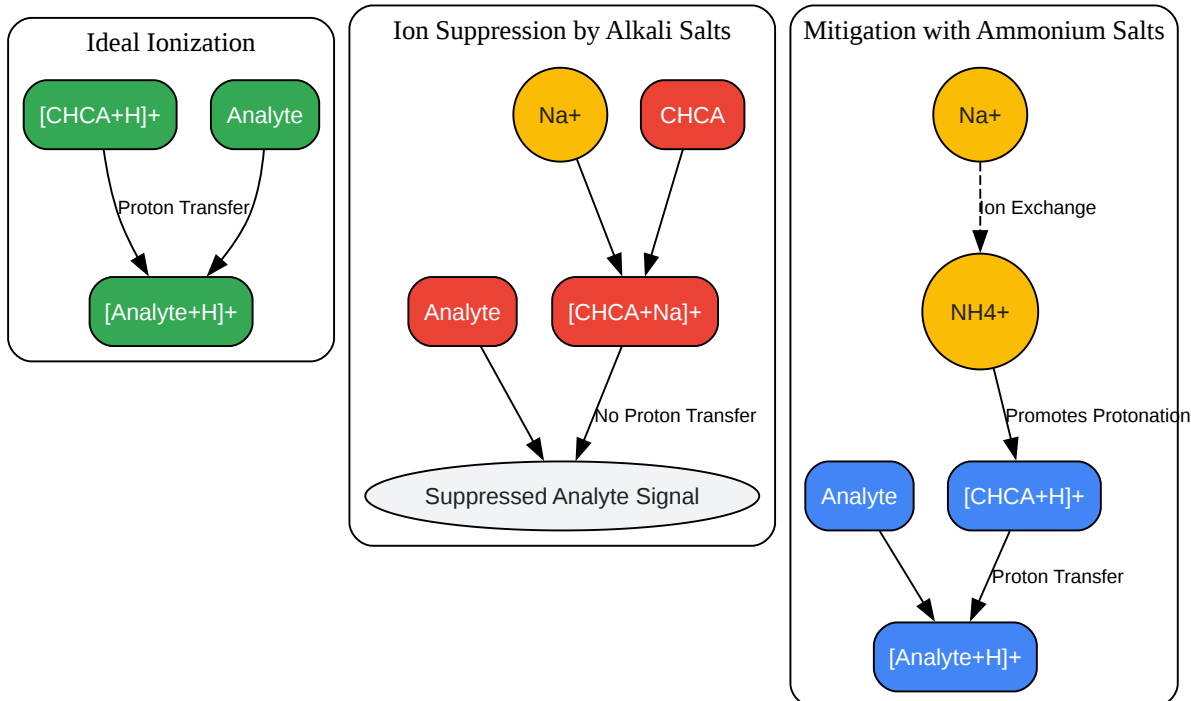 Ideal Ionization
[CHCA+H]+
Analyte
Proton Transfer
[Analyte+H]+
Ion Suppression by Alkali Salts
Na+
CHCA
Analyte
[CHCA+Na]+
No Proton Transfer
Suppressed Analyte Signal
Mitigation with Ammonium Salts
Na+
Ion Exchange
NH4+
Promotes Protonation
Analyte
[CHCA+H]+
Proton Transfer
[Analyte+H]+